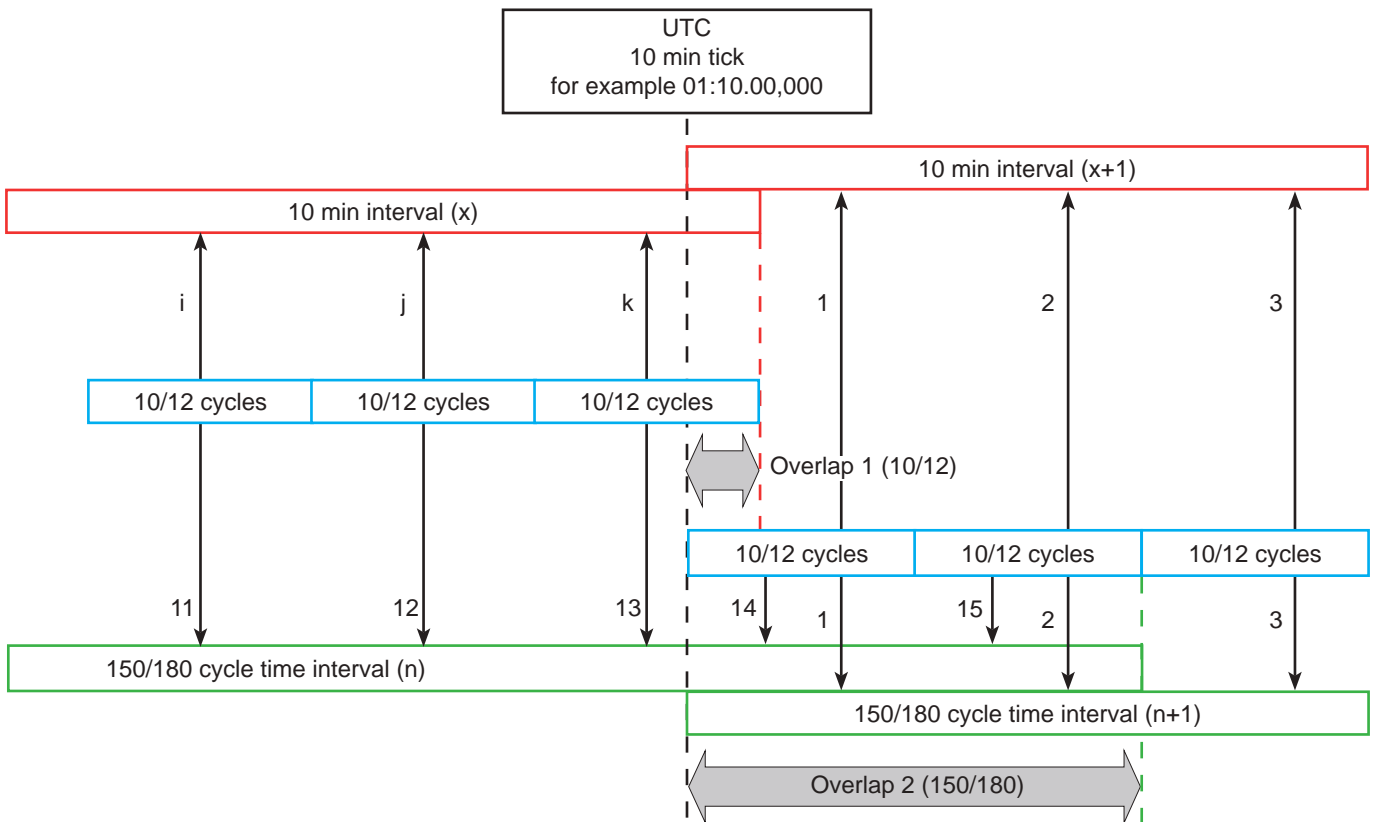 UTC
10 min tick
for example 01:10.00,000
10 min interval (x+1)
10 min interval (x)
i
j
k
1
2
3
10/12 cycles
10/12 cycles
10/12 cycles
Overlap 1 (10/12)
10/12 cycles
10/12 cycles
10/12 cycles
11
12
13
14
1
15
2
3
150/180 cycle time interval (n)
150/180 cycle time interval (n+1)
Overlap 2 (150/180)